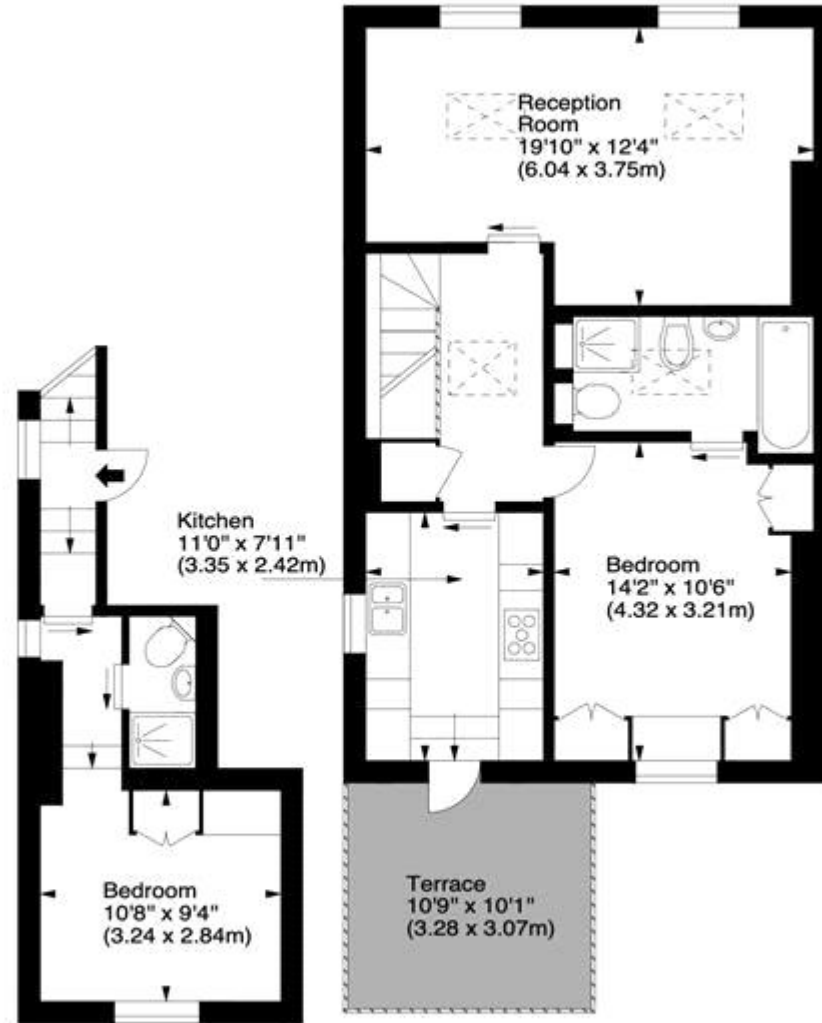 Reception
Room
19'10" x 12'4"
(6.04 x 3.75m)
Kitchen
11'0" x 7'11"
(3.35 x 2.42m)
Bedroom
14'2" x 10'6"
(4.32 x 3.21m)
Bedroom
10'8" x 9'4"
(3.24 x 2.84m)
Terrace
10'9" x 10'1"
(3.28 x 3.07m)